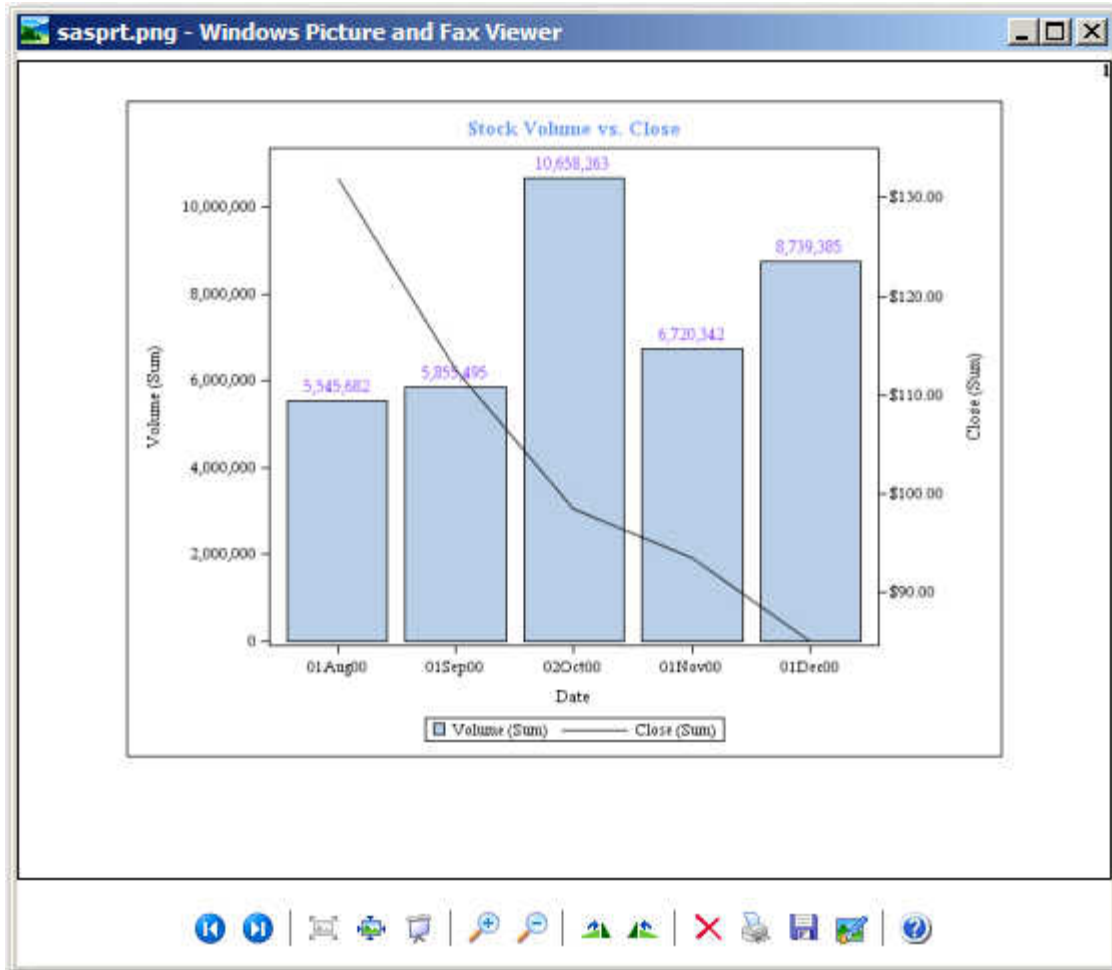 sasprt.png - Windows Picture and Fax Viewer
1
Stock Volume vs. Close
10,658,263
10,000,000
$130.00
8,739,385
8,000,000
$120.00
6,720,342
Volume (Sum)
Close (Sum)
6,000,000
5,545,682
5,855,495
$110.00
4,000,000
$100.00
2,000,000
$90.00
0
01Aug00 01Sep00 02Oct00 01Nov00 01Dec00
Date
Volume (Sum) Close (Sum)